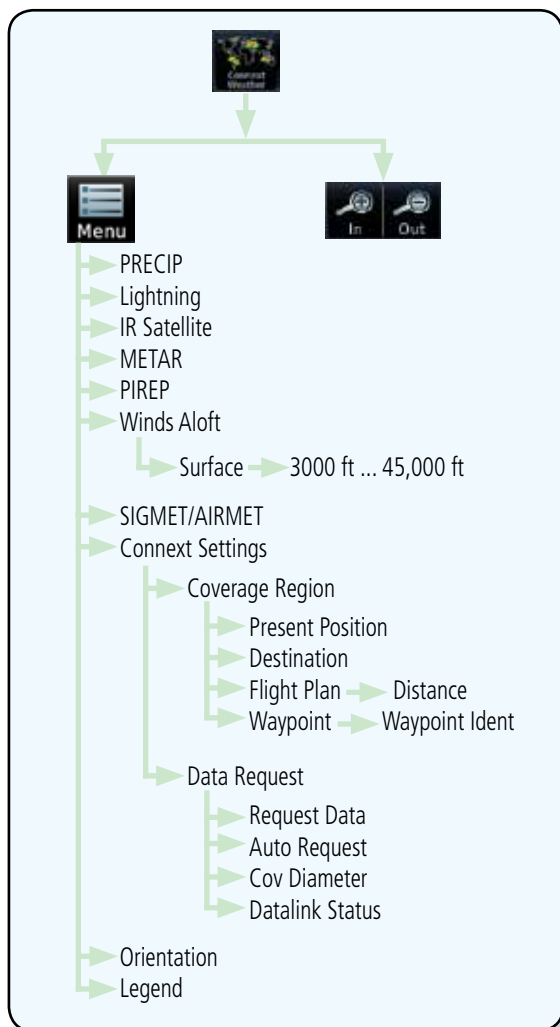 Connext
Weather
Menu
In Out
PRECIP
Lightning
IR Satellite
METAR
PIREP
Winds Aloft
Surface 3000 ft ... 45,000 ft
SIGMET/AIRMET
Connext Settings
Coverage Region
Present Position
Destination
Flight Plan Distance
Waypoint Waypoint Ident
Data Request
Request Data
Auto Request
Cov Diameter
Datalink Status
Orientation
Legend